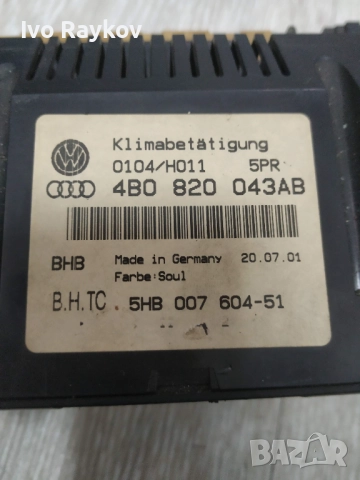 Ivo Raykov
Klimabetätigung
0104/H011 5PR
4B0 820 043AB
BHB Made in Germany 20.07.01
Farbe:Soul
B.H.TC. 5HB 007 604-51
BAZAR